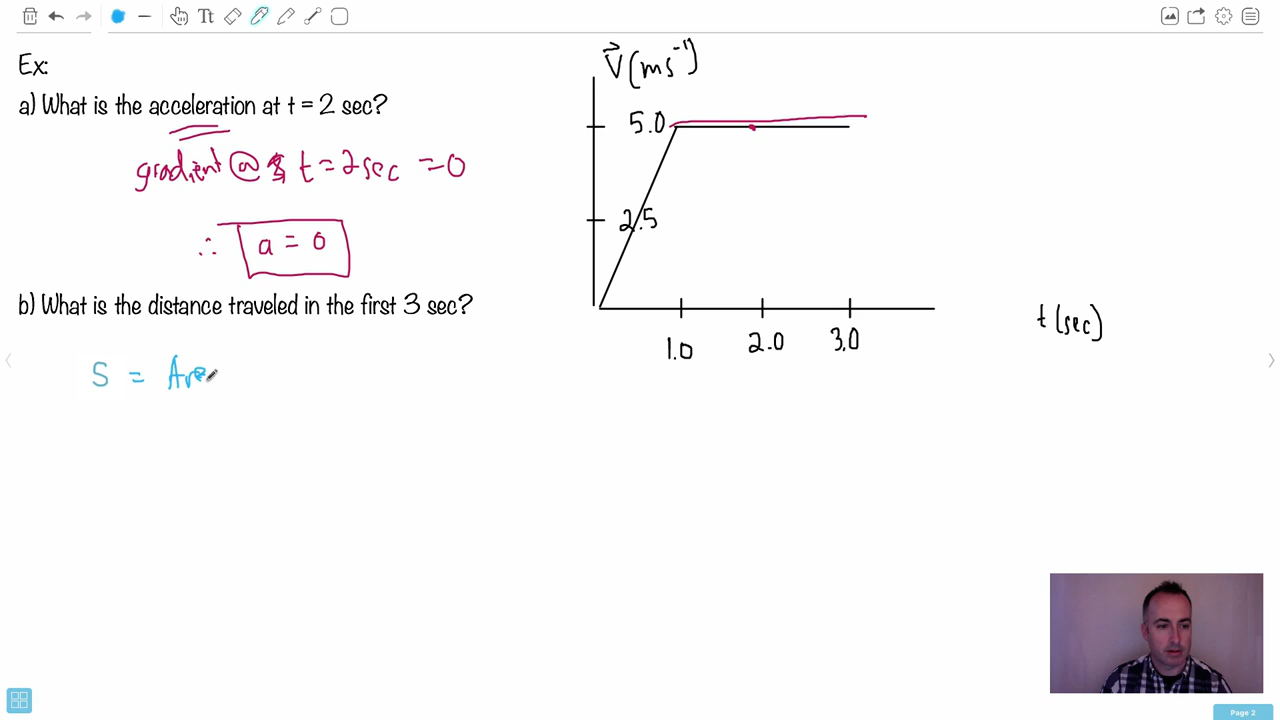 Tt
Ex:
a) What is the acceleration at t = 2 sec?
gradient @ t = 2 sec = 0
∴ a = 0
b) What is the distance traveled in the first 3 sec?
S = Are
V (ms⁻¹)
5.0
2.5
1.0 2.0 3.0
t (sec)
Page 2